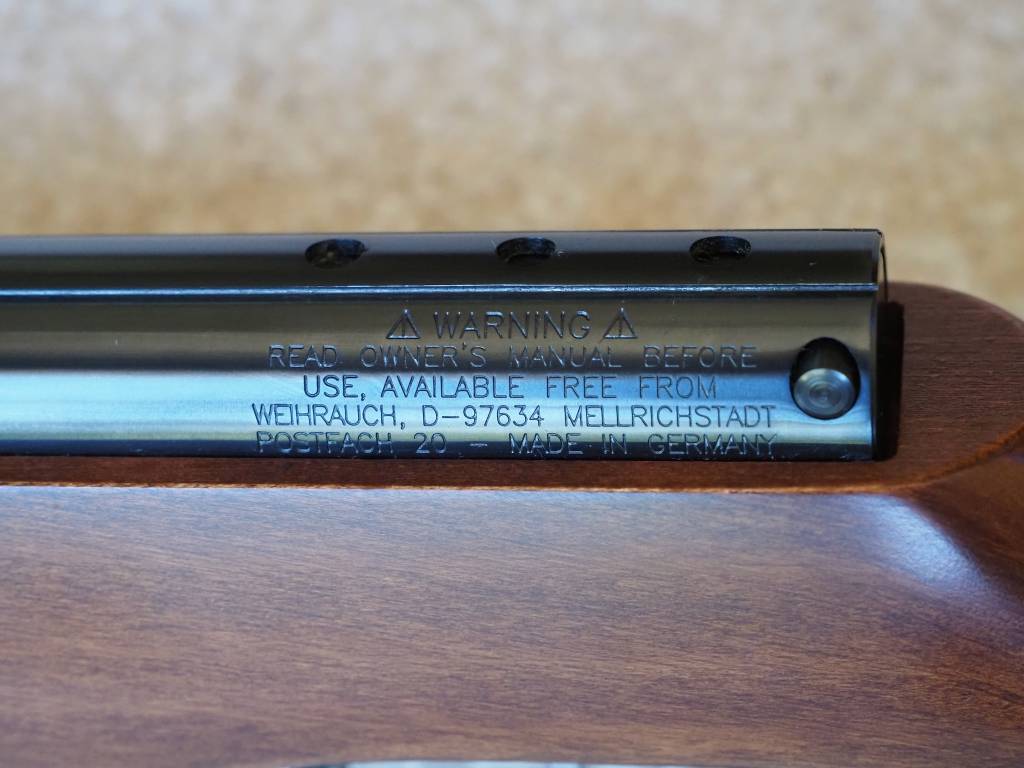 ⚠ WARNING ⚠
READ OWNER'S MANUAL BEFORE
USE, AVAILABLE FREE FROM
WEIHRAUCH, D-97634 MELLRICHSTADT
POSTFACH 20 - MADE IN GERMANY